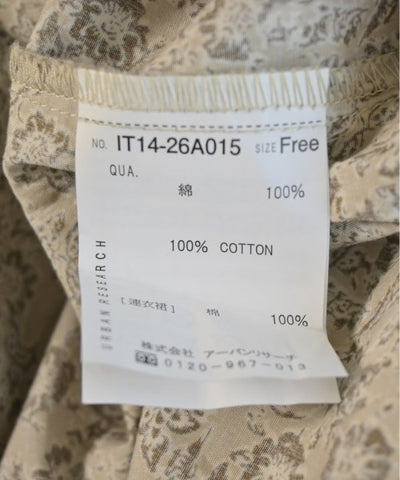 NO. IT14-26A015 SIZE Free
QUA.
綿 100%
100% COTTON
URBAN RESEARCH
[連衣裙] 棉 100%
株式会社 アーバンリサーチ
0120-967-013